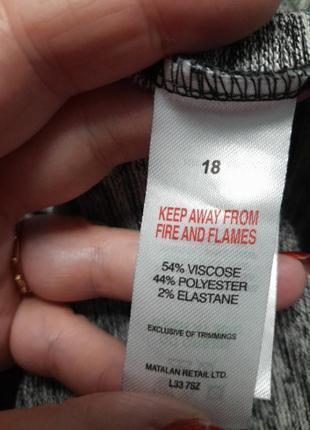 18
KEEP AWAY FROM
FIRE AND FLAMES
54% VISCOSE
44% POLYESTER
2% ELASTANE
EXCLUSIVE OF TRIMMINGS
MATALAN RETAIL LTD.
L33 7SZ